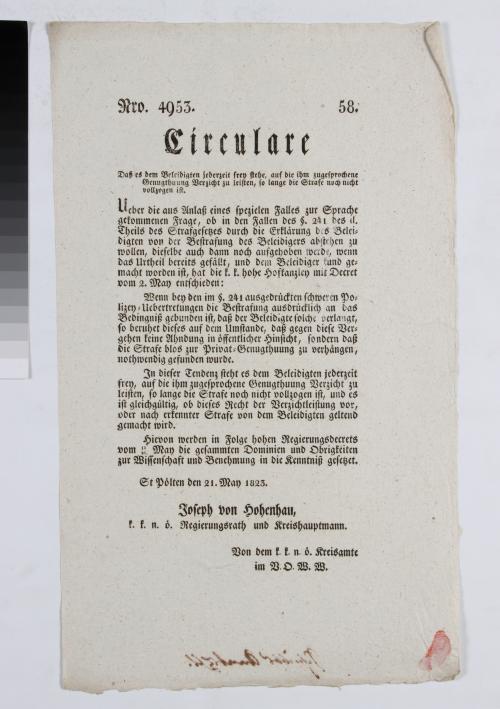 Nro. 4953. 58.
Circulare
Daß es dem Beleidigten jederzeit frey stehe, auf die ihm zugesprochene
Genugthuung Verzicht zu leisten, so lange die Strafe noch nicht
vollzogen ist.
Ueber die aus Anlaß eines speziellen Falles zur Sprache
gekommenen Frage, ob in den Fällen des §. 241 des II.
Theils des Strafgesetzes durch die Erklärung des Belei-
digten von der Bestrafung des Beleidigers abstehen zu
wollen, dieselbe auch dann noch aufgehoben werde, wenn
das Urtheil bereits gefällt, und dem Beleidiger kund ge-
macht worden ist, hat die k. k. hohe Hofkanzley mit Decret
vom 2. May entschieden:
Wenn bey den im §. 241 ausgedrückten schweren Po-
lizey-Uebertretungen die Bestrafung ausdrücklich an das
Bedingniß gebunden ist, daß der Beleidigte solche verlangt,
so beruhet dieses auf dem Umstande, daß gegen diese Ver-
gehen keine Ahndung in öffentlicher Hinsicht, sondern daß
die Strafe blos zur Privat-Genugthuung zu verhängen,
nothwendig gefunden wurde.
In dieser Tendenz steht es dem Beleidigten jederzeit
frey, auf die ihm zugesprochene Genugthuung Verzicht zu
leisten, so lange die Strafe noch nicht vollzogen ist, und es
ist gleichgültig, ob dieses Recht der Verzichtleistung vor,
oder nach erkennter Strafe von dem Beleidigten geltend
gemacht wird.
Hievon werden in Folge hohen Regierungsdecrets
vom May die gesammten Dominien und Obrigkeiten
zur Wissenschaft und Benehmung in die Kenntniß gesetzet.
St Pölten den 21. May 1823.
Joseph von Hohenhau,
k. k. n. ö. Regierungsrath und Kreishauptmann.
Von dem k. k. n. ö. Kreisamte
im V. O. W. W.